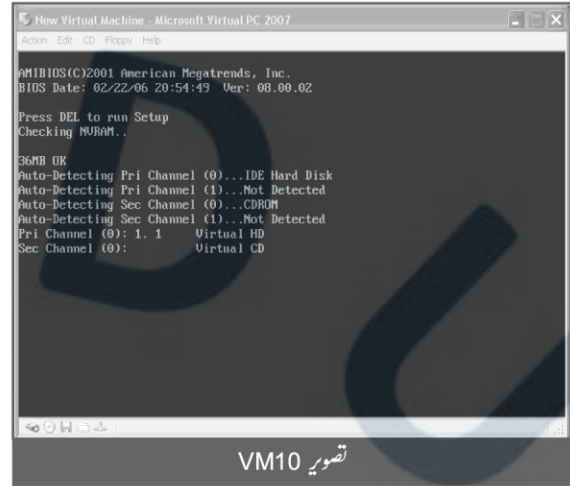 New Virtual Machine - Microsoft Virtual PC 2007
Action Edit CD Floppy Help
AMIBIOS(C)2001 American Megatrends, Inc.
BIOS Date: 02/22/06 20:54:49 Ver: 08.00.02
Press DEL to run Setup
Checking NVRAM..
36MB OK
Auto-Detecting Pri Channel (0)...IDE Hard Disk
Auto-Detecting Pri Channel (1)...Not Detected
Auto-Detecting Sec Channel (0)...CDROM
Auto-Detecting Sec Channel (1)...Not Detected
Pri Channel (0): 1. 1 Virtual HD
Sec Channel (0): Virtual CD
تصویر VM10